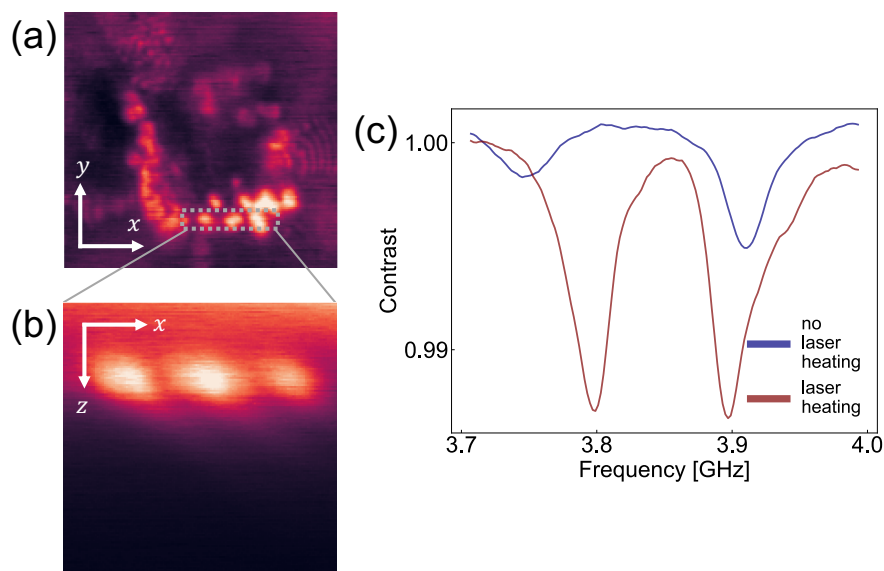 (a)
y
x
(b)
x
z
(c)
1.00
0.99
Contrast
no
laser
heating
laser
heating
3.7
3.8
3.9
4.0
Frequency [GHz]